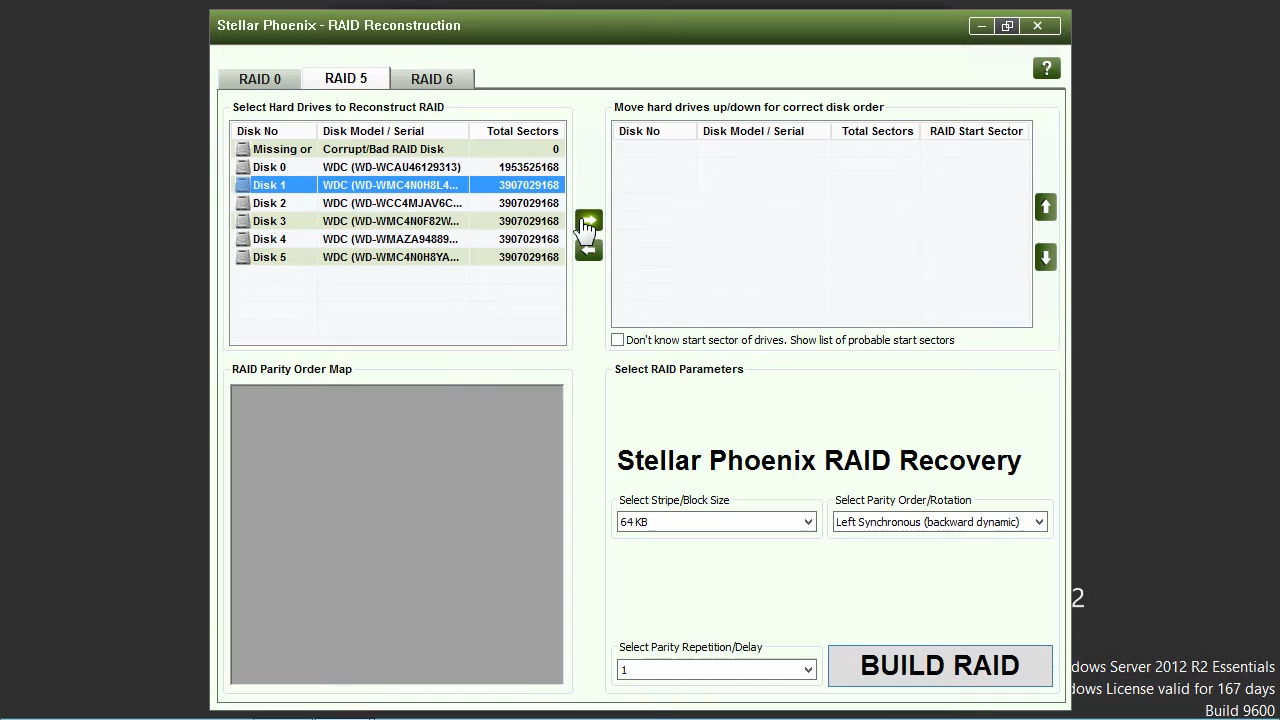 Stellar Phoenix - RAID Reconstruction
RAID 0 RAID 5 RAID 6
?
Select Hard Drives to Reconstruct RAID
Disk No Disk Model / Serial Total Sectors
Missing or Corrupt/Bad RAID Disk 0
Disk 0 WDC (WD-WCAU46129313) 1953525168
Disk 1 WDC (WD-WMC4N0H8L4... 3907029168
Disk 2 WDC (WD-WCC4MJAV6C... 3907029168
Disk 3 WDC (WD-WMC4N0F82W... 3907029168
Disk 4 WDC (WD-WMAZA94889... 3907029168
Disk 5 WDC (WD-WMC4N0H8YA... 3907029168
Move hard drives up/down for correct disk order
Disk No Disk Model / Serial Total Sectors RAID Start Sector
Don't know start sector of drives. Show list of probable start sectors
RAID Parity Order Map
Select RAID Parameters
Stellar Phoenix RAID Recovery
Select Stripe/Block Size
64 KB
Select Parity Order/Rotation
Left Synchronous (backward dynamic)
Select Parity Repetition/Delay
1
BUILD RAID
2
dows Server 2012 R2 Essentials
dows License valid for 167 days
Build 9600